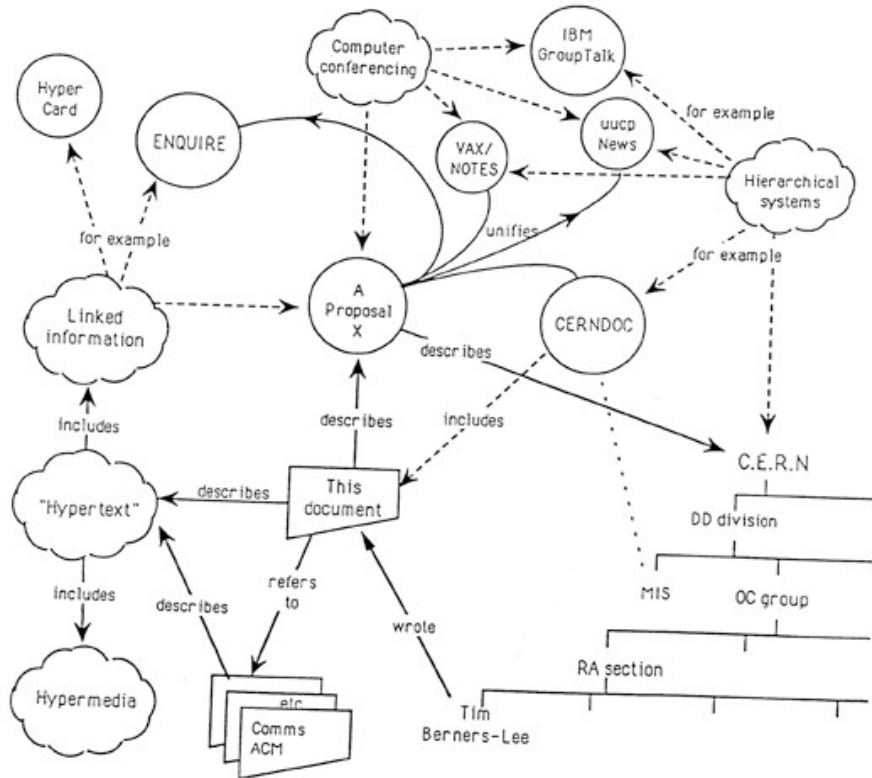 Computer
conferencing
IBM
GroupTalk
Hyper
Card
ENQUIRE
for example
uucp
News
VAX/
NOTES
Hierarchical
systems
unifies
for example
for example
A
Proposal
X
Linked
information
CERNDOC
describes
includes
describes
includes
C.E.R.N
This
document
describes
"Hypertext"
DD division
refers
to
MIS
OC group
includes
describes
wrote
RA section
Hypermedia
etc
Comms
ACM
Tim
Berners-Lee